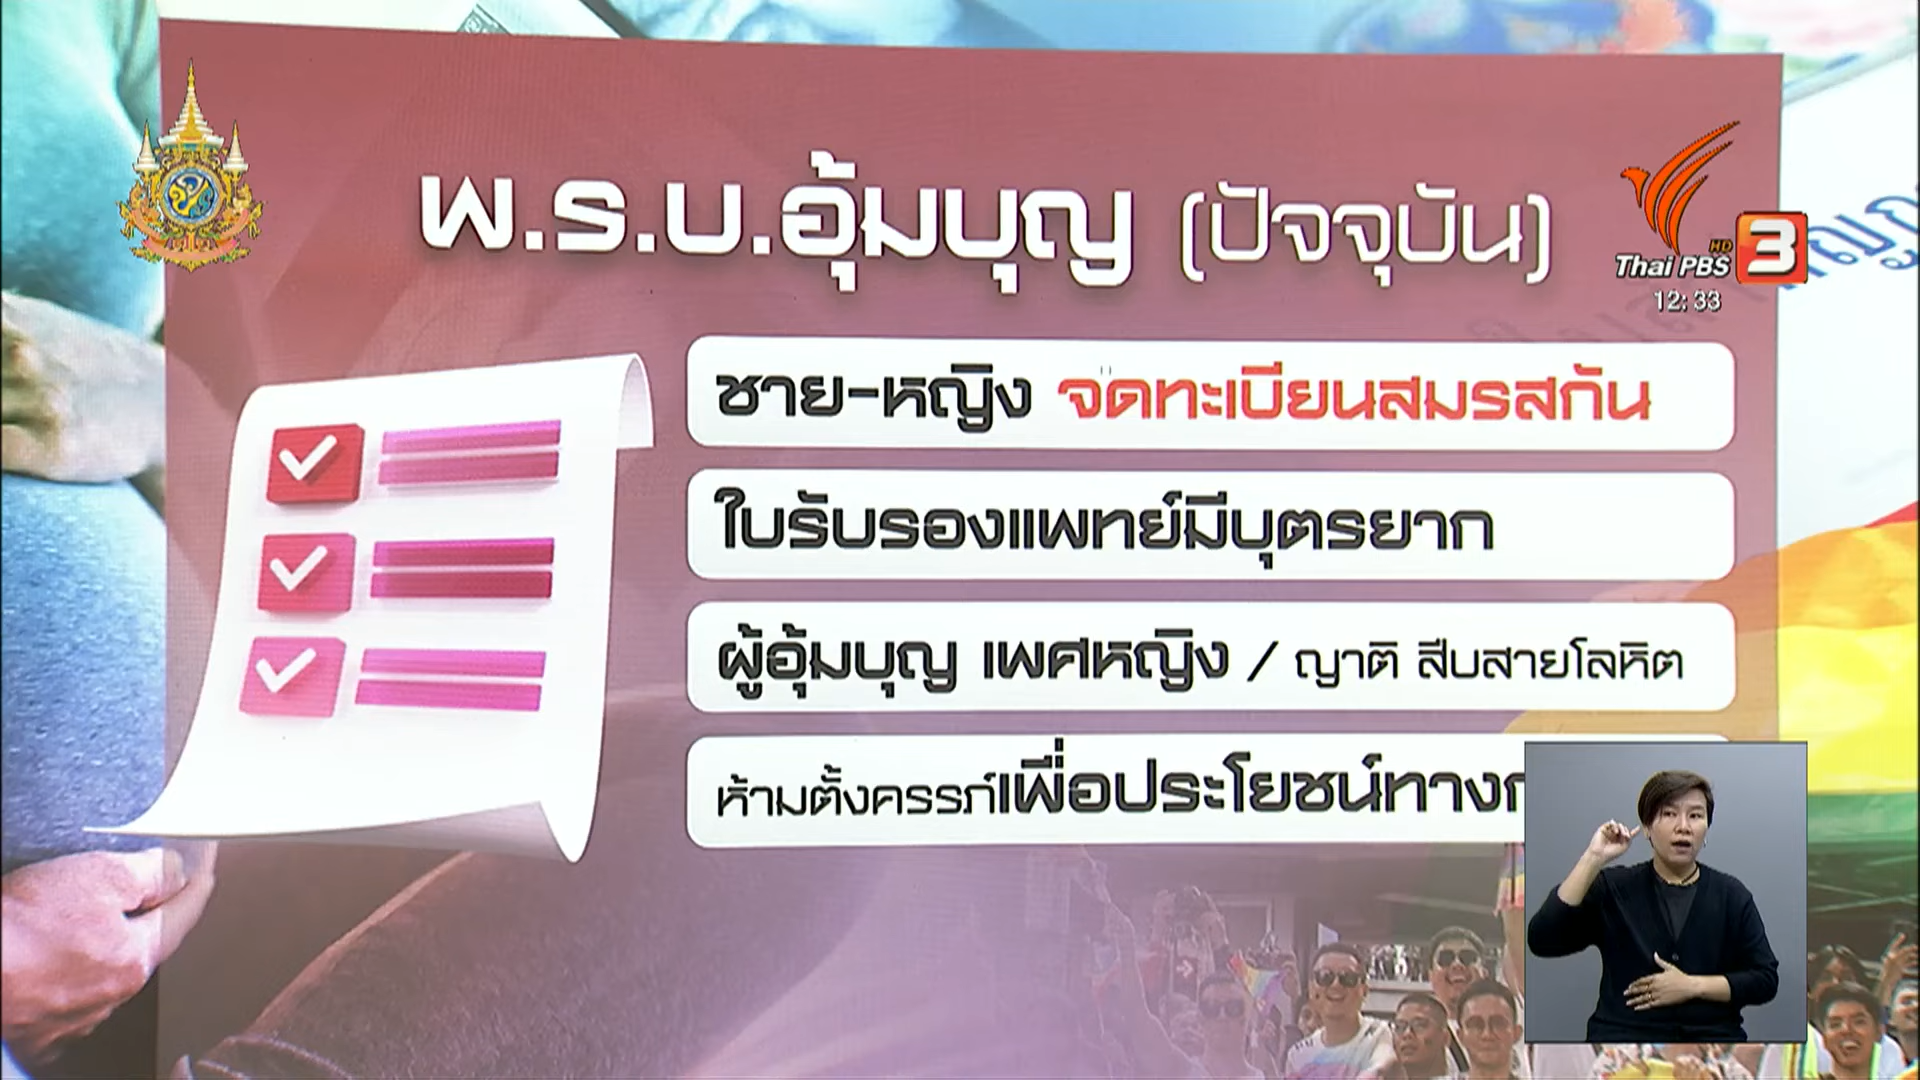 พ.ร.บ.อุ้มบุญ (ปัจจุบัน)
Thai PBS HD 3
12:33
ชาย-หญิง จดทะเบียนสมรสกัน
ใบรับรองแพทย์มีบุตรยาก
ผู้อุ้มบุญ เพศหญิง / ญาติ สืบสายโลหิต
ห้ามตั้งครรภ์เพื่อประโยชน์ทาง